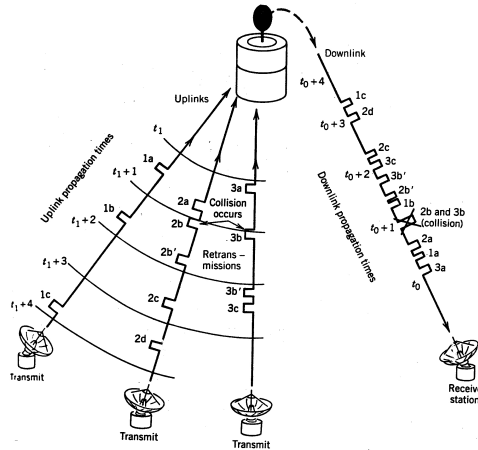 Downlink
Uplinks
t₀+4
1c
2d
t₀+3
t₁
1a
2c
3c
t₀+2
3b'
2b'
1b
2b and 3b
(collision)
t₀+1
2a
1a
3a
t₀
Uplink propagation times
Downlink propagation times
t₁+1
3a
2a
Collision
occurs
2b
3b
1b
t₁+2
2b'
Retrans-
missions
t₁+3
3b'
3c
2c
1c
t₁+4
2d
Transmit
Transmit
Transmit
Receive
station